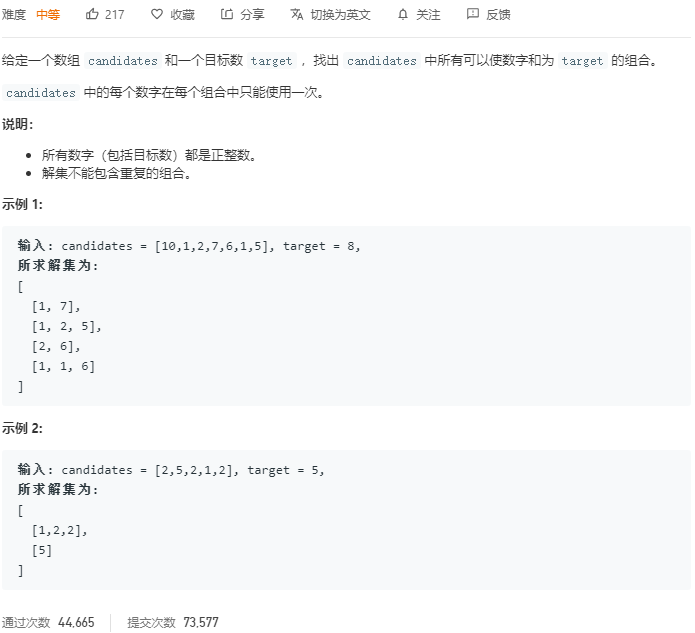 难度 中等 217 收藏 分享 切换为英文 关注 反馈
给定一个数组 candidates 和一个目标数 target ，找出 candidates 中所有可以使数字和为 target 的组合。
candidates 中的每个数字在每个组合中只能使用一次。
说明：
所有数字（包括目标数）都是正整数。
解集不能包含重复的组合。
示例 1:
输入: candidates = [10,1,2,7,6,1,5], target = 8,
所求解集为:
[
[1, 7],
[1, 2, 5],
[2, 6],
[1, 1, 6]
]
示例 2:
输入: candidates = [2,5,2,1,2], target = 5,
所求解集为:
[
[1,2,2],
[5]
]
通过次数 44,665 提交次数 73,577